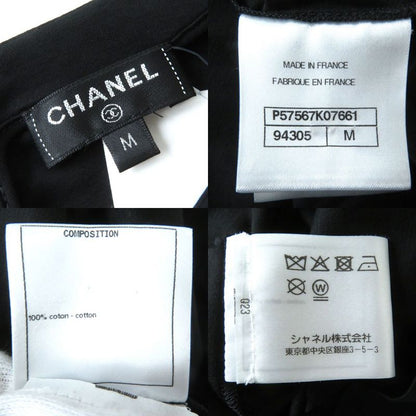 CHANEL
M
MADE IN FRANCE
FABRIQUE EN FRANCE
P57567K07661
94305 M
COMPOSITION
100% coton - cotton
023
W
シャネル株式会社
東京都中央区銀座3-5-3